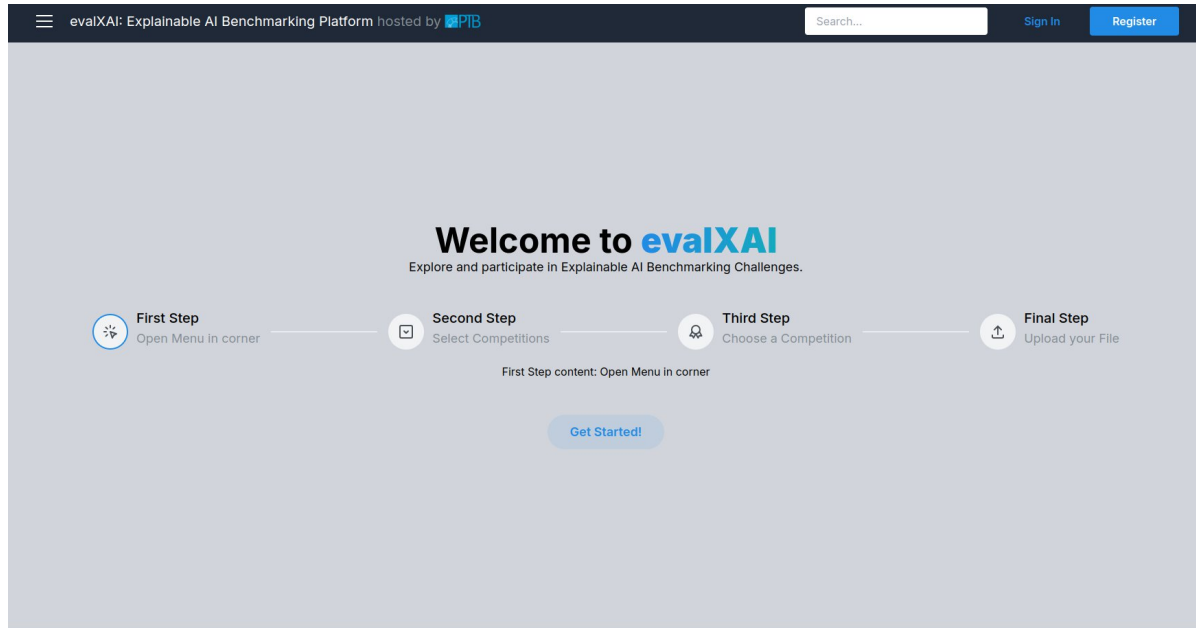 evalXAI: Explainable AI Benchmarking Platform hosted by PTB
Search...
Sign In
Register
Welcome to evalXAI
Explore and participate in Explainable AI Benchmarking Challenges.
First Step
Open Menu in corner
Second Step
Select Competitions
Third Step
Choose a Competition
Final Step
Upload your File
First Step content: Open Menu in corner
Get Started!